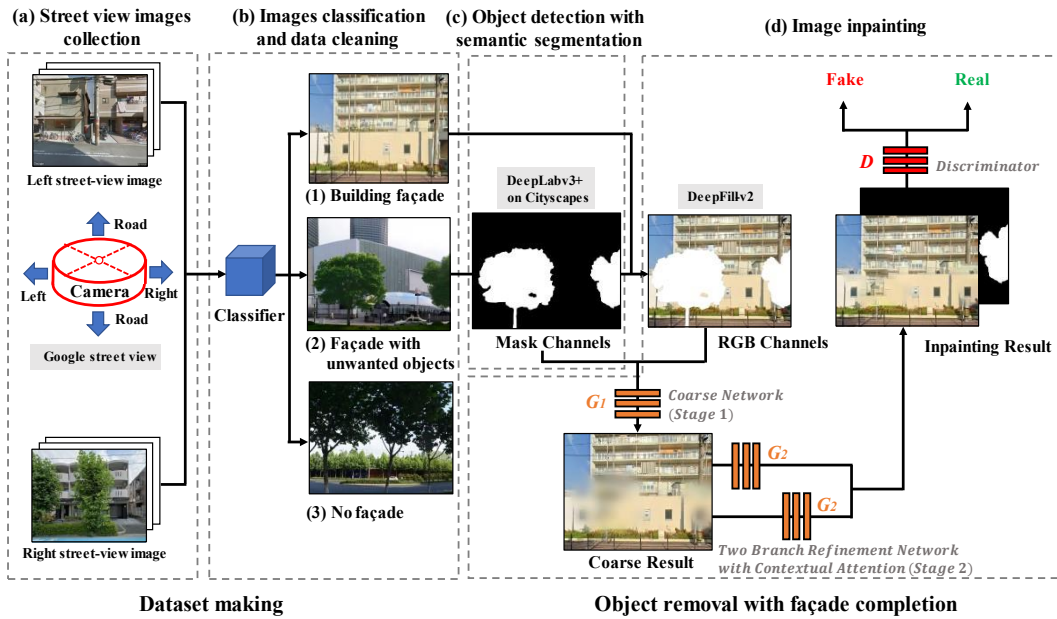 (a) Street view images
collection
(b) Images classification
and data cleaning
(c) Object detection with
semantic segmentation
(d) Image inpainting
Left street-view image
Road
Left
Camera
Right
Road
Google street view
Right street-view image
Classifier
(1) Building façade
(2) Façade with
unwanted objects
(3) No façade
DeepLabv3+
on Cityscapes
Mask Channels
DeepFill-v2
RGB Channels
Fake
Real
D
Discriminator
Inpainting Result
G1
Coarse Network
(Stage 1)
Coarse Result
G2
G2
Two Branch Refinement Network
with Contextual Attention (Stage 2)
Dataset making
Object removal with façade completion